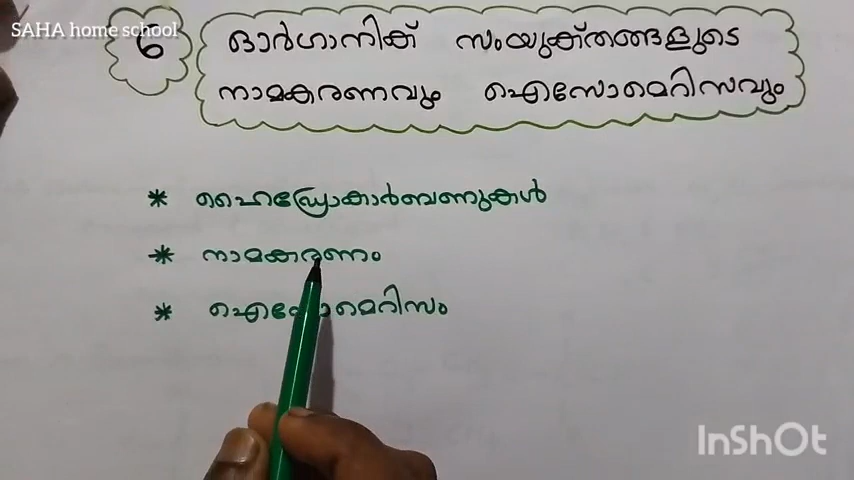 SAHA home school
6
ഓർഗാനിക് സംയുക്തങ്ങളുടെ
നാമകരണവും ഐസോമെറിസവും
* ഹൈഡ്രോകാർബണുകൾ
* നാമകരണം
* ഐസോമെറിസം
InShOt